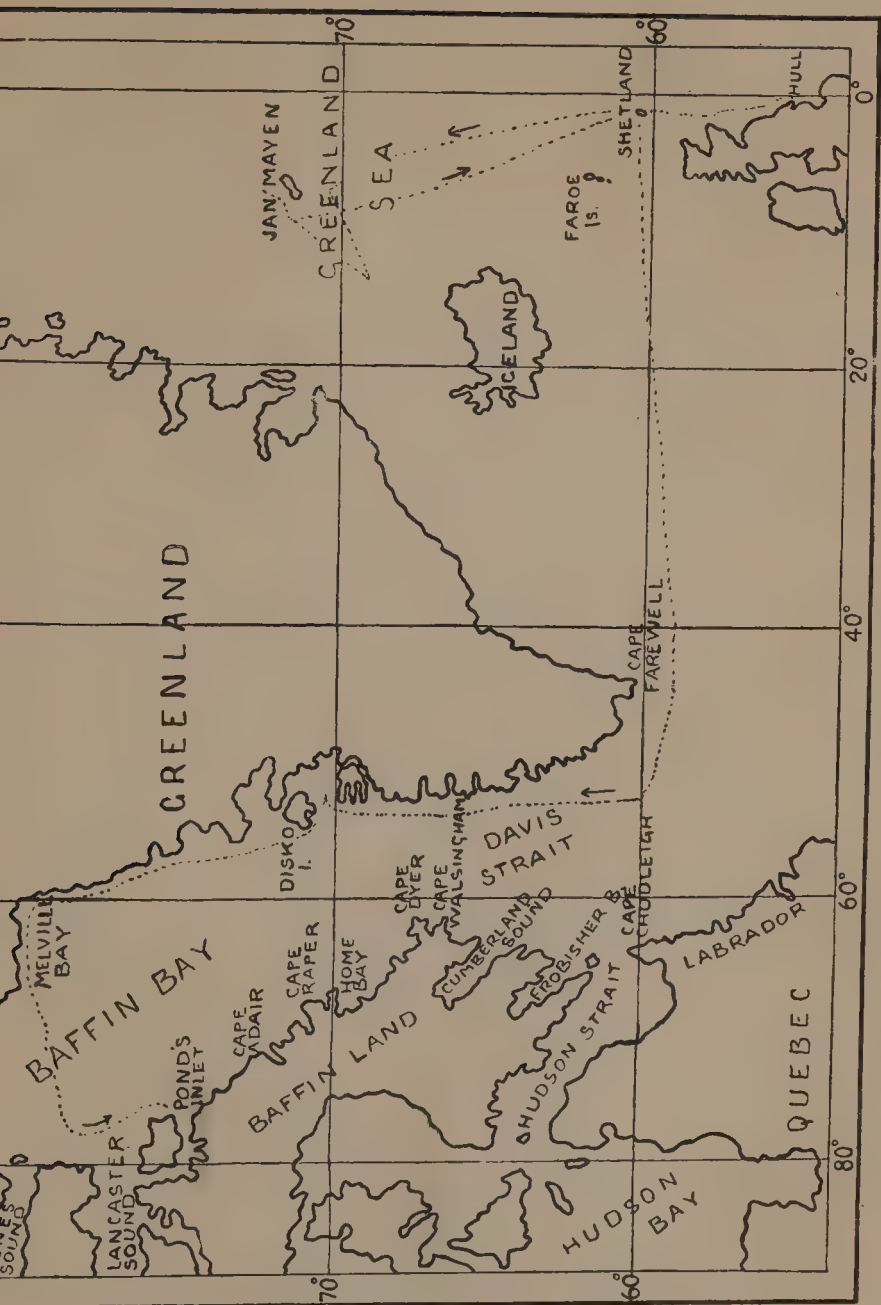 70°
60°
GREENLAND
SEA
JAN MAYEN
SHETLAND
HULL
0°
FAROE
Is.
ICELAND
20°
GREENLAND
CAPE
FAREWELL
40°
DISKO
I.
DAVIS
STRAIT
MELVILLE
BAY
BAFFIN BAY
CAPE
DYER
CAPE
WALSINGHAM
CUMBERLAND
SOUND
FROBISHER B.
CAPE
CHUDLEIGH
LABRADOR
60°
CAPE
RAPER
HOME
BAY
CAPE
ADAIR
POND'S
INLET
BAFFIN LAND
HUDSON STRAIT
QUEBEC
LANCASTER
SOUND
SOUND
HUDSON
BAY
80°
70°
60°